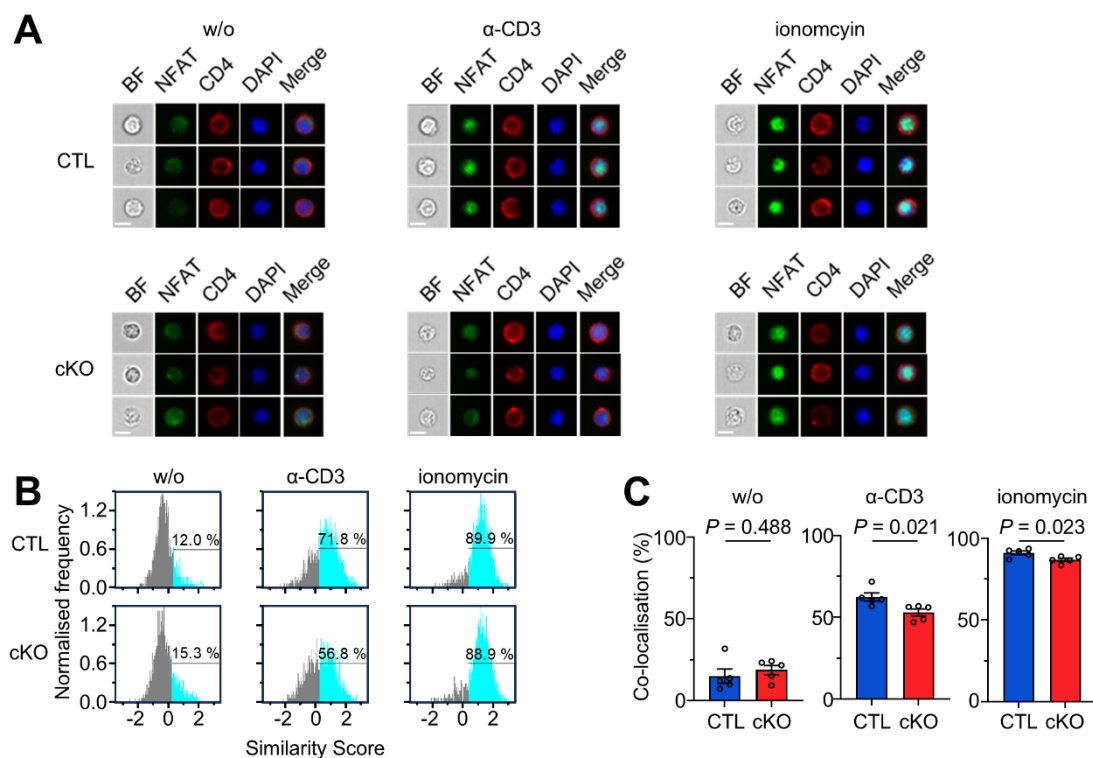 A
w/o
α-CD3
ionomcyin
BF NFAT CD4 DAPI Merge
BF NFAT CD4 DAPI Merge
BF NFAT CD4 DAPI Merge
CTL
BF NFAT CD4 DAPI Merge
BF NFAT CD4 DAPI Merge
BF NFAT CD4 DAPI Merge
cKO
B
w/o
α-CD3
ionomycin
Normalised frequency
CTL
1.2
0.6
0.0
12.0 %
71.8 %
89.9 %
cKO
1.2
0.6
0.0
15.3 %
56.8 %
88.9 %
-2 0 2
-2 0 2
-2 0 2
Similarity Score
C
w/o
α-CD3
ionomycin
P = 0.488
P = 0.021
P = 0.023
Co-localisation (%)
100
50
0
100
50
0
100
50
0
CTL cKO
CTL cKO
CTL cKO